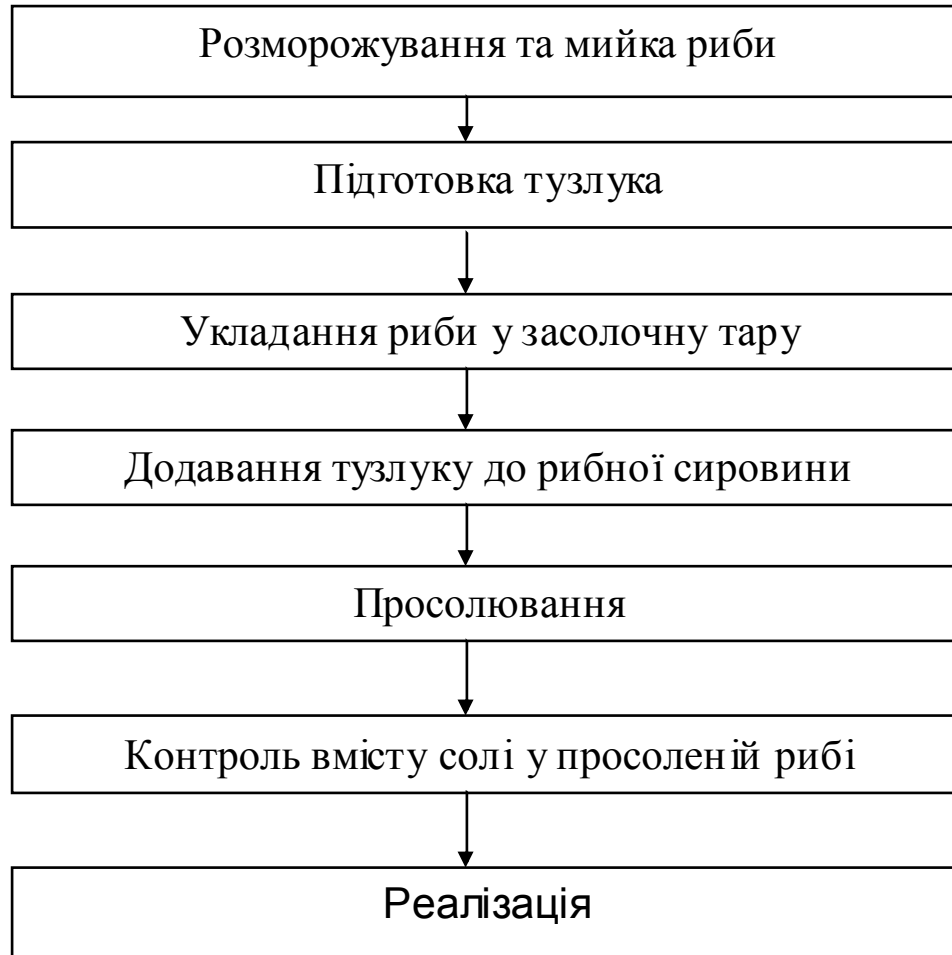 Розморожування та мийка риби
Підготовка тузлука
Укладання риби у засолочну тару
Додавання тузлуку до рибної сировини
Просолювання
Контроль вмісту солі у просоленій рибі
Реалізація